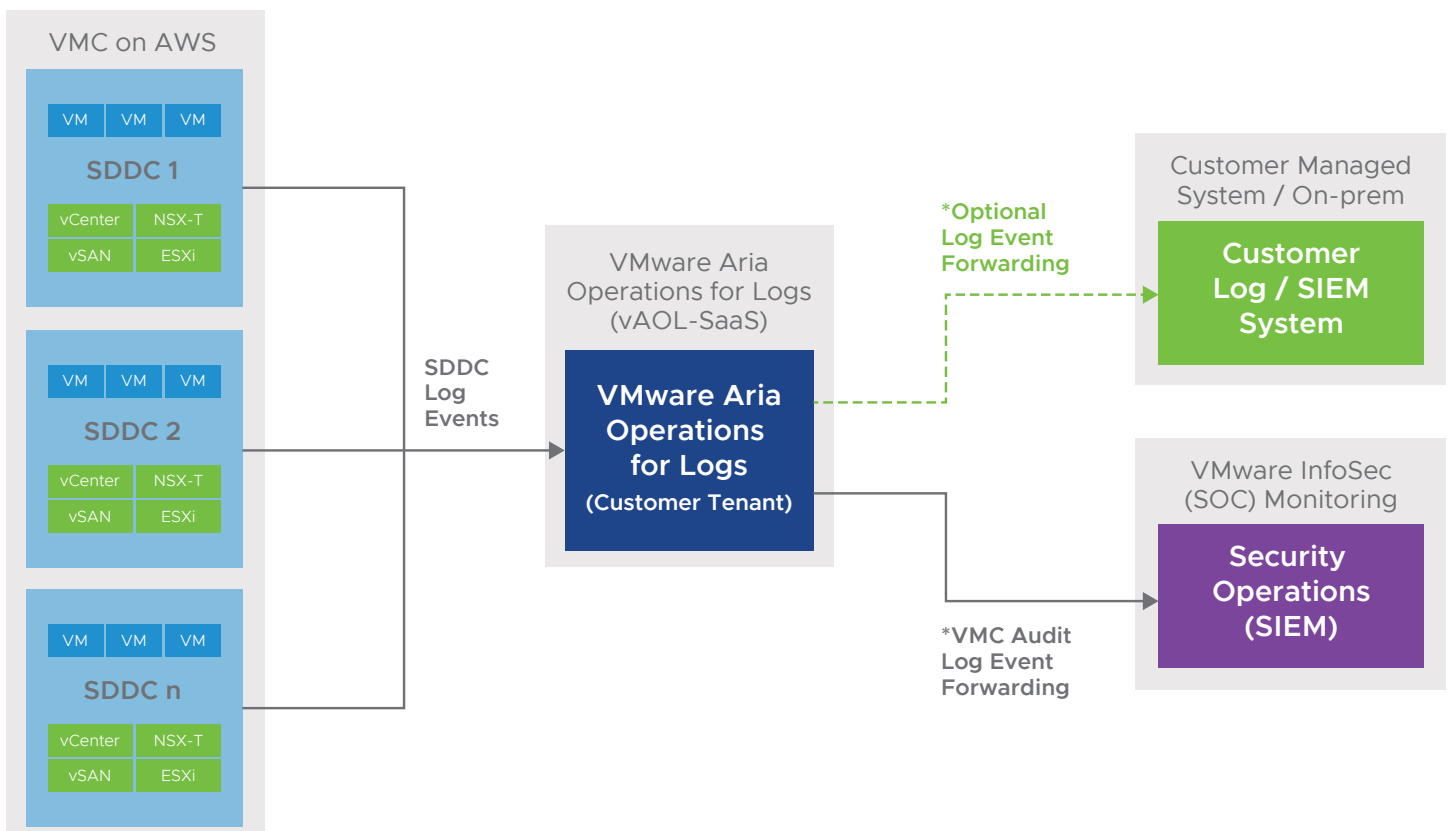 VMC on AWS
VM VM VM
SDDC 1
vCenter NSX-T
vSAN ESXi
VM VM VM
SDDC 2
vCenter NSX-T
vSAN ESXi
VM VM VM
SDDC n
vCenter NSX-T
vSAN ESXi
SDDC
Log
Events
VMware Aria
Operations for Logs
(vAOL-SaaS)
VMware Aria
Operations
for Logs
(Customer Tenant)
*Optional
Log Event
Forwarding
Customer Managed
System / On-prem
Customer
Log / SIEM
System
*VMC Audit
Log Event
Forwarding
VMware InfoSec
(SOC) Monitoring
Security
Operations
(SIEM)